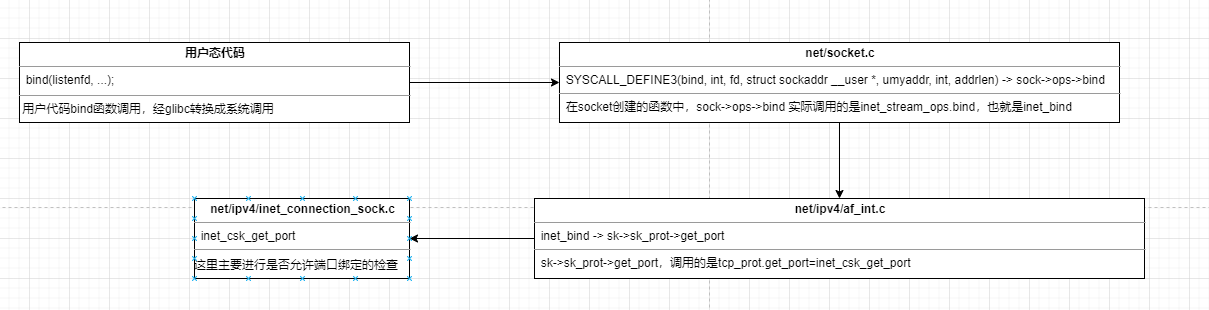 用户态代码
bind(listenfd, ...);
用户代码bind函数调用，经glibc转换成系统调用
net/socket.c
SYSCALL_DEFINE3(bind, int, fd, struct sockaddr __user *, umyaddr, int, addrlen) -> sock->ops->bind
在socket创建的函数中，sock->ops->bind 实际调用的是inet_stream_ops.bind，也就是inet_bind
net/ipv4/inet_connection_sock.c
inet_csk_get_port
这里主要进行是否允许端口绑定的检查
net/ipv4/af_int.c
inet_bind -> sk->sk_prot->get_port
sk->sk_prot->get_port，调用的是tcp_prot.get_port=inet_csk_get_port